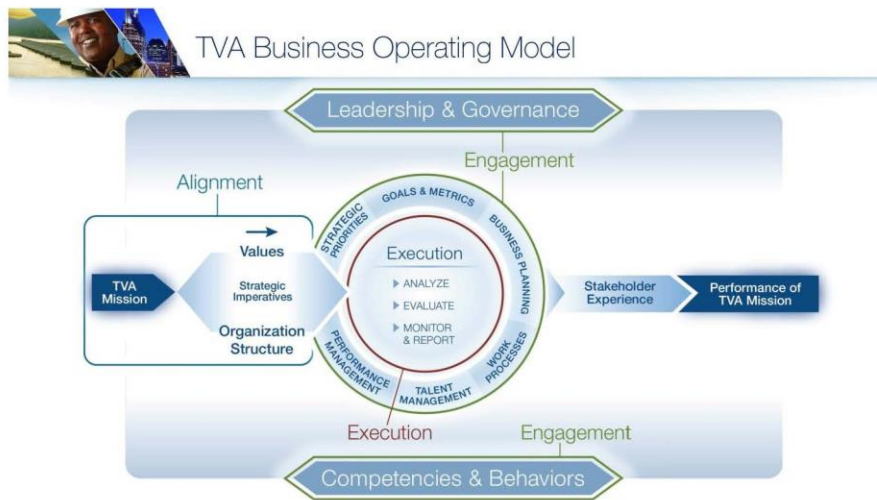 TVA Business Operating Model
Leadership & Governance
Engagement
Alignment
GOALS & METRICS
STRATEGIC
PRIORITIES
BUSINESS PLANNING
Values
Execution
TVA
Mission
Strategic
Imperatives
ANALYZE
EVALUATE
MONITOR
& REPORT
Stakeholder
Experience
Performance of
TVA Mission
Organization
Structure
PERFORMANCE
MANAGEMENT
TALENT
MANAGEMENT
WORK
PROCESSES
Execution
Engagement
Competencies & Behaviors